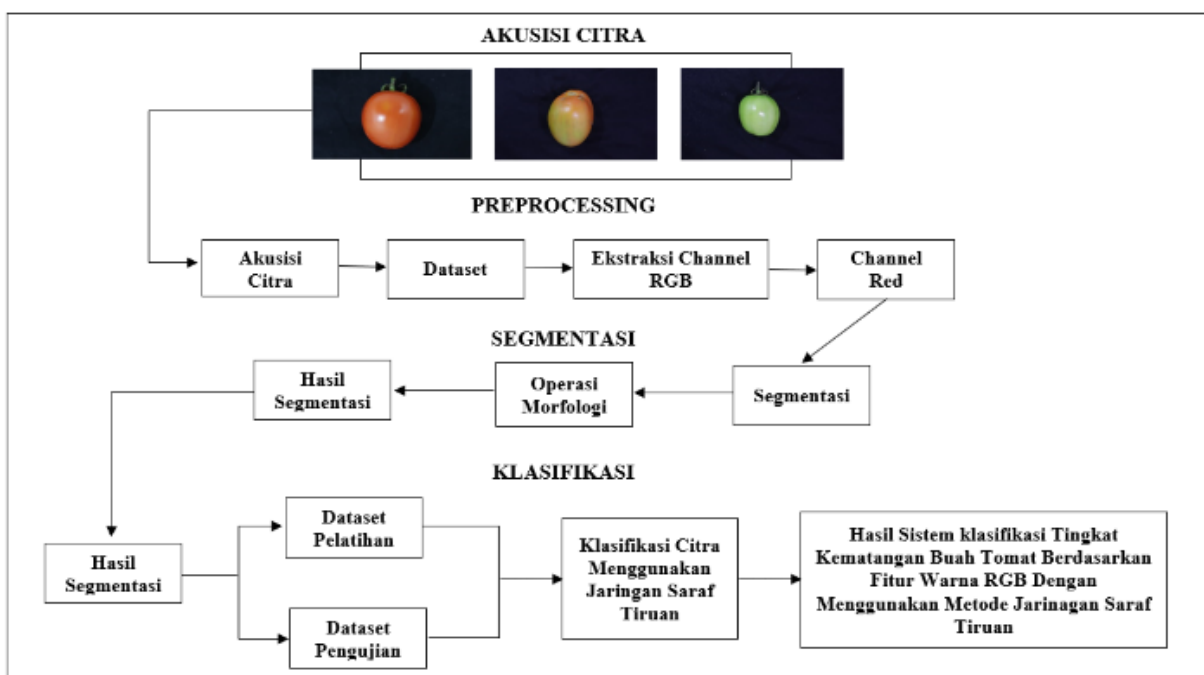 AKUSISI CITRA
PREPROCESSING
Akusisi
Citra
Dataset
Ekstraksi Channel
RGB
Channel
Red
SEGMENTASI
Hasil
Segmentasi
Operasi
Morfologi
Segmentasi
KLASIFIKASI
Hasil
Segmentasi
Dataset
Pelatihan
Dataset
Pengujian
Klasifikasi Citra
Menggunakan
Jaringan Saraf
Tiruan
Hasil Sistem klasifikasi Tingkat
Kematangan Buah Tomat Berdasarkan
Fitur Warna RGB Dengan
Menggunakan Metode Jarinagan Saraf
Tiruan